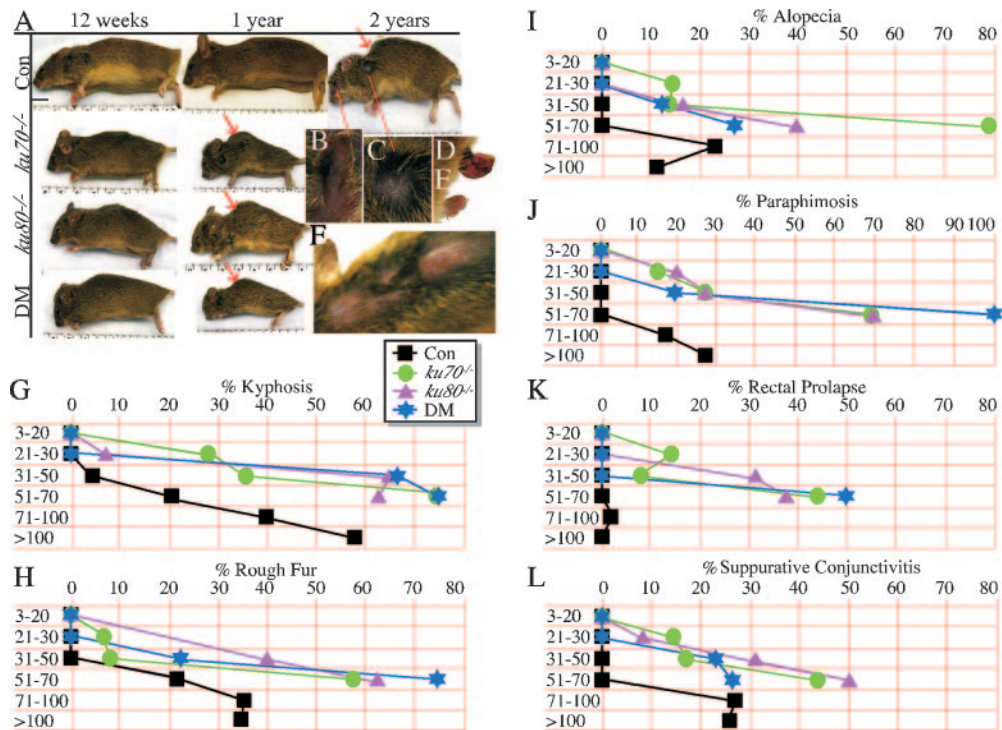 A
12 weeks
1 year
2 years
Con
ku70-/-
ku80-/-
DM
B
C
D
E
F
Con
ku70-/-
ku80-/-
DM
G
% Kyphosis
0 10 20 30 40 50 60
3-20
21-30
31-50
51-70
71-100
>100
H
% Rough Fur
0 10 20 30 40 50 60 70 80
3-20
21-30
31-50
51-70
71-100
>100
I
% Alopecia
0 10 20 30 40 50 60 70 80
3-20
21-30
31-50
51-70
71-100
>100
J
% Paraphimosis
0 10 20 30 40 50 60 70 80 90 100
3-20
21-30
31-50
51-70
71-100
>100
K
% Rectal Prolapse
0 10 20 30 40 50 60 70 80
3-20
21-30
31-50
51-70
71-100
>100
L
% Suppurative Conjunctivitis
0 10 20 30 40 50 60 70 80
3-20
21-30
31-50
51-70
71-100
>100